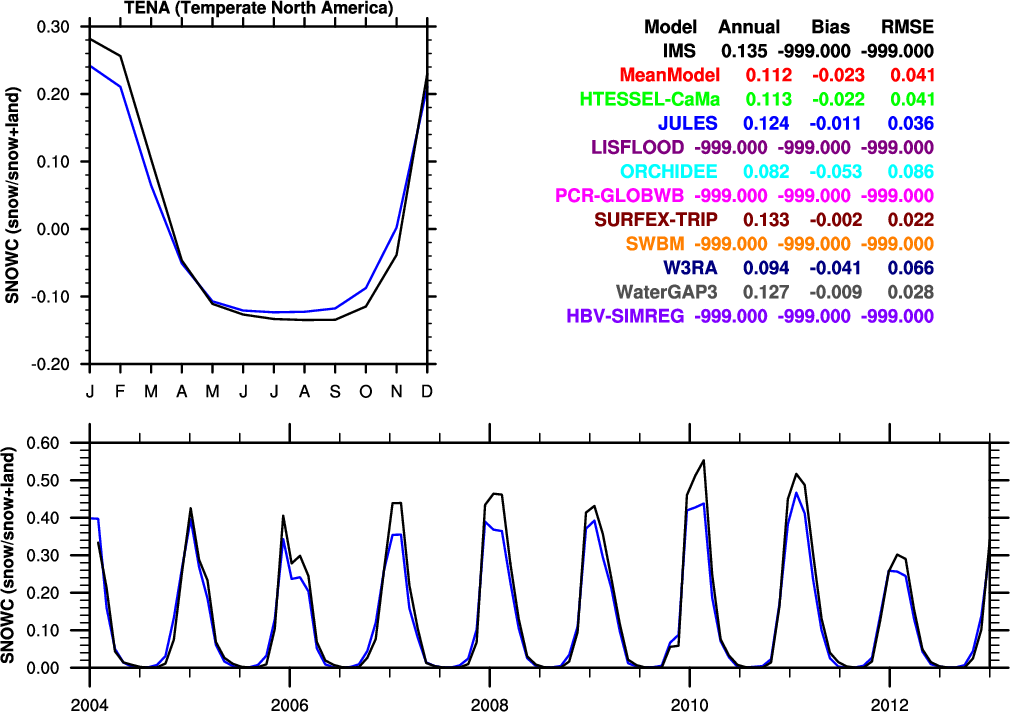 TENA (Temperate North America)
0.30
0.20
0.10
0.00
-0.10
-0.20
SNOWC (snow/snow+land)
J F M A M J J A S O N D
Model Annual Bias RMSE
IMS 0.135 -999.000 -999.000
MeanModel 0.112 -0.023 0.041
HTESSEL-CaMa 0.113 -0.022 0.041
JULES 0.124 -0.011 0.036
LISFLOOD -999.000 -999.000 -999.000
ORCHIDEE 0.082 -0.053 0.086
PCR-GLOBWB -999.000 -999.000 -999.000
SURFEX-TRIP 0.133 -0.002 0.022
SWBM -999.000 -999.000 -999.000
W3RA 0.094 -0.041 0.066
WaterGAP3 0.127 -0.009 0.028
HBV-SIMREG -999.000 -999.000 -999.000
0.60
0.50
0.40
0.30
0.20
0.10
0.00
SNOWC (snow/snow+land)
2004 2006 2008 2010 2012